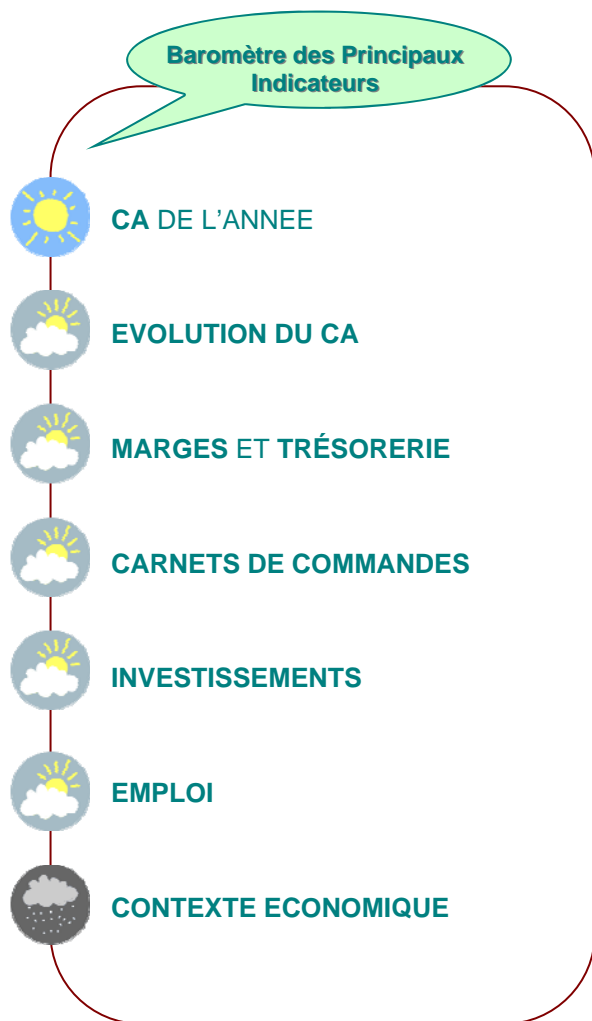 Baromètre des Principaux
Indicateurs
CA DE L'ANNEE
EVOLUTION DU CA
MARGES ET TRÉSORERIE
CARNETS DE COMMANDES
INVESTISSEMENTS
EMPLOI
CONTEXTE ECONOMIQUE